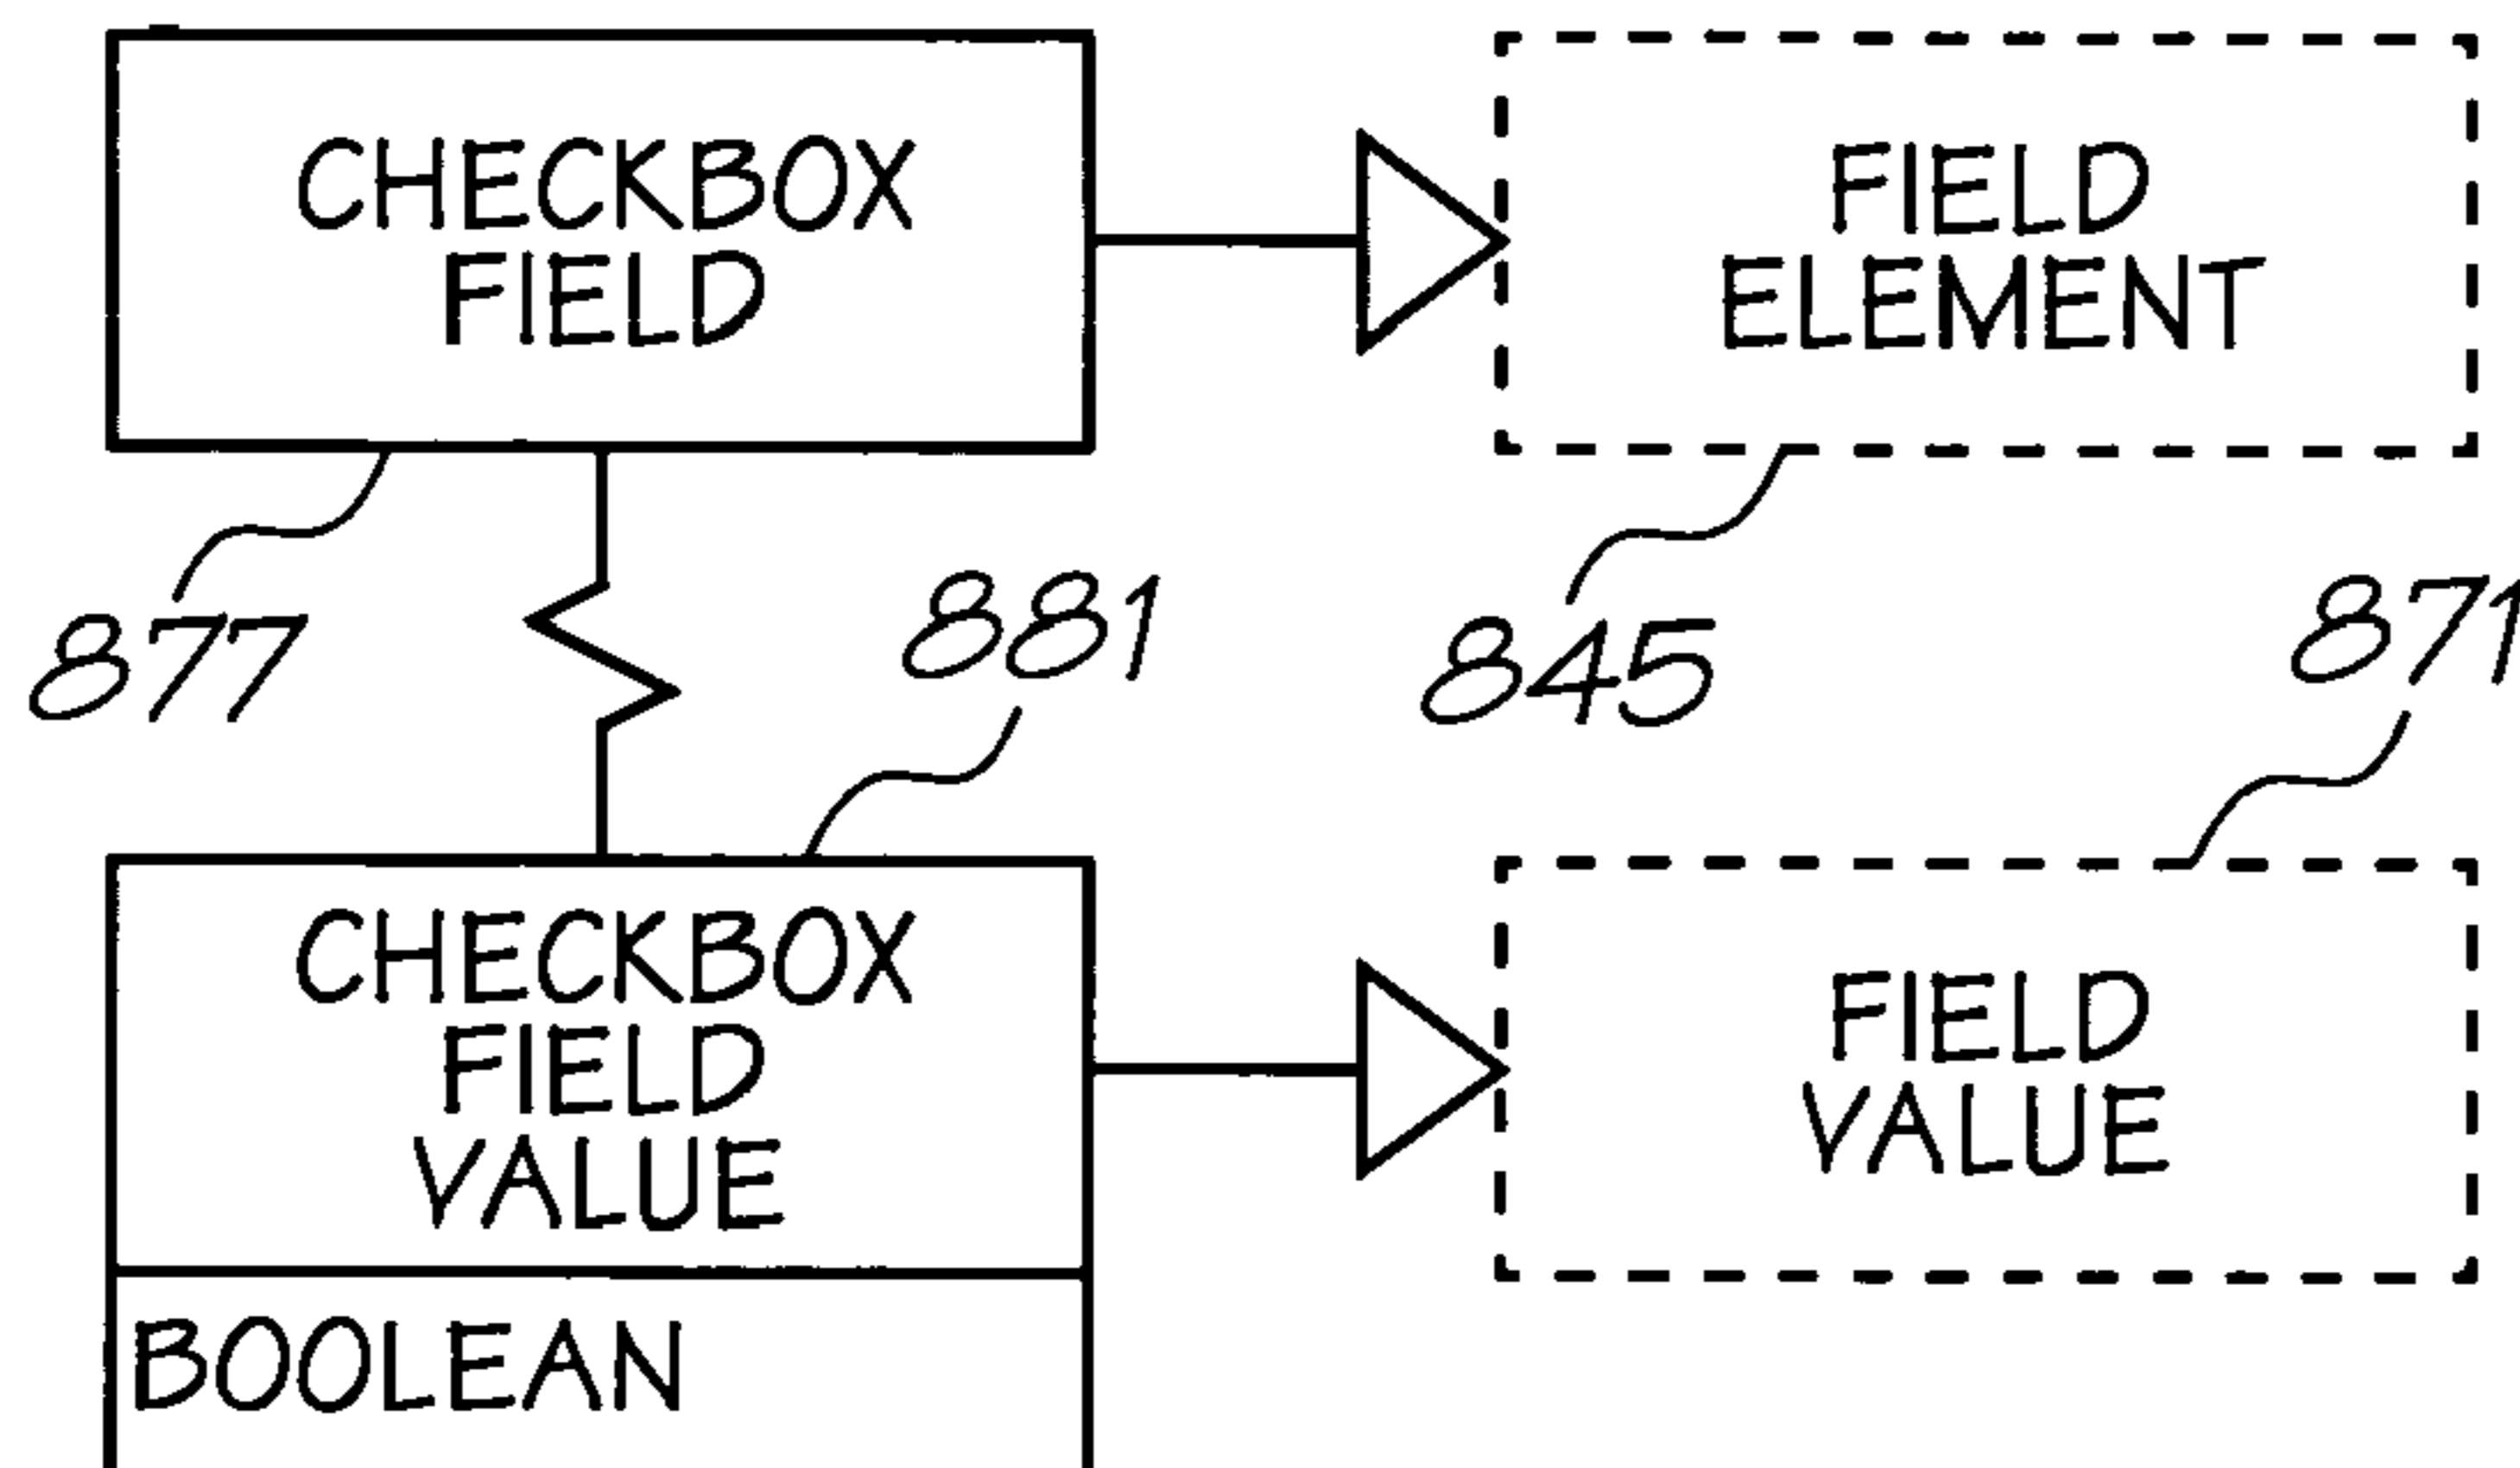 CHECKBOX
FIELD
FIELD
ELEMENT
877
881
845
871
CHECKBOX
FIELD
VALUE
FIELD
VALUE
BOOLEAN